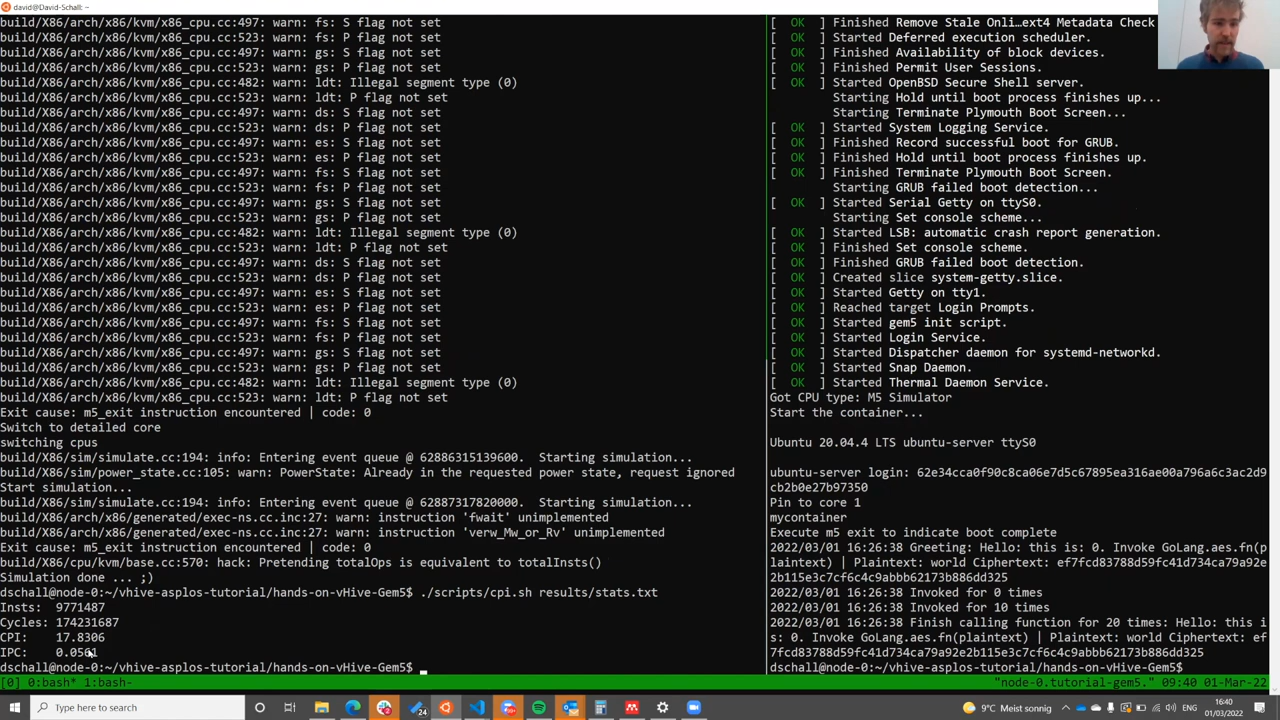 david@David-Schall: ~
build/X86/arch/x86/kvm/x86_cpu.cc:497: warn: fs: S flag not set
build/X86/arch/x86/kvm/x86_cpu.cc:523: warn: fs: P flag not set
build/X86/arch/x86/kvm/x86_cpu.cc:497: warn: gs: S flag not set
build/X86/arch/x86/kvm/x86_cpu.cc:523: warn: gs: P flag not set
build/X86/arch/x86/kvm/x86_cpu.cc:482: warn: ldt: Illegal segment type (0)
build/X86/arch/x86/kvm/x86_cpu.cc:523: warn: ldt: P flag not set
build/X86/arch/x86/kvm/x86_cpu.cc:497: warn: ds: S flag not set
build/X86/arch/x86/kvm/x86_cpu.cc:523: warn: ds: P flag not set
build/X86/arch/x86/kvm/x86_cpu.cc:497: warn: es: S flag not set
build/X86/arch/x86/kvm/x86_cpu.cc:523: warn: es: P flag not set
build/X86/arch/x86/kvm/x86_cpu.cc:497: warn: fs: S flag not set
build/X86/arch/x86/kvm/x86_cpu.cc:523: warn: fs: P flag not set
build/X86/arch/x86/kvm/x86_cpu.cc:497: warn: gs: S flag not set
build/X86/arch/x86/kvm/x86_cpu.cc:523: warn: gs: P flag not set
build/X86/arch/x86/kvm/x86_cpu.cc:482: warn: ldt: Illegal segment type (0)
build/X86/arch/x86/kvm/x86_cpu.cc:523: warn: ldt: P flag not set
build/X86/arch/x86/kvm/x86_cpu.cc:497: warn: ds: S flag not set
build/X86/arch/x86/kvm/x86_cpu.cc:523: warn: ds: P flag not set
build/X86/arch/x86/kvm/x86_cpu.cc:497: warn: es: S flag not set
build/X86/arch/x86/kvm/x86_cpu.cc:523: warn: es: P flag not set
build/X86/arch/x86/kvm/x86_cpu.cc:497: warn: fs: S flag not set
build/X86/arch/x86/kvm/x86_cpu.cc:523: warn: fs: P flag not set
build/X86/arch/x86/kvm/x86_cpu.cc:497: warn: gs: S flag not set
build/X86/arch/x86/kvm/x86_cpu.cc:523: warn: gs: P flag not set
build/X86/arch/x86/kvm/x86_cpu.cc:482: warn: ldt: Illegal segment type (0)
build/X86/arch/x86/kvm/x86_cpu.cc:523: warn: ldt: P flag not set
Exit cause: m5_exit instruction encountered | code: 0
Switch to detailed core
switching cpus
build/X86/sim/simulate.cc:194: info: Entering event queue @ 62886315139600.  Starting simulation...
build/X86/sim/power_state.cc:105: warn: PowerState: Already in the requested power state, request ignored
Start simulation...
build/X86/sim/simulate.cc:194: info: Entering event queue @ 62887317820000.  Starting simulation...
build/X86/arch/x86/generated/exec-ns.cc.inc:27: warn: instruction 'fwait' unimplemented
build/X86/arch/x86/generated/exec-ns.cc.inc:27: warn: instruction 'verw_Mw_or_Rv' unimplemented
Exit cause: m5_exit instruction encountered | code: 0
build/X86/cpu/kvm/base.cc:570: hack: Pretending totalOps is equivalent to totalInsts()
Simulation done ... ;)
dschall@node-0:~/vhive-asplos-tutorial/hands-on-vHive-Gem5$ ./scripts/cpi.sh results/stats.txt
Insts:  9771487
Cycles: 174231687
CPI:    17.8306
IPC:    0.0561
dschall@node-0:~/vhive-asplos-tutorial/hands-on-vHive-Gem5$
[  OK  ] Finished Remove Stale Onli…ext4 Metadata Check
[  OK  ] Started Deferred execution scheduler.
[  OK  ] Finished Availability of block devices.
[  OK  ] Finished Permit User Sessions.
[  OK  ] Started OpenBSD Secure Shell server.
Starting Hold until boot process finishes up...
Starting Terminate Plymouth Boot Screen...
[  OK  ] Started System Logging Service.
[  OK  ] Finished Record successful boot for GRUB.
[  OK  ] Finished Hold until boot process finishes up.
[  OK  ] Finished Terminate Plymouth Boot Screen.
Starting GRUB failed boot detection...
[  OK  ] Started Serial Getty on ttyS0.
Starting Set console scheme...
[  OK  ] Started LSB: automatic crash report generation.
[  OK  ] Finished Set console scheme.
[  OK  ] Finished GRUB failed boot detection.
[  OK  ] Created slice system-getty.slice.
[  OK  ] Started Getty on tty1.
[  OK  ] Reached target Login Prompts.
[  OK  ] Started gem5 init script.
[  OK  ] Started Login Service.
[  OK  ] Started Dispatcher daemon for systemd-networkd.
[  OK  ] Started Snap Daemon.
[  OK  ] Started Thermal Daemon Service.
Got CPU type: M5 Simulator
Start the container...
Ubuntu 20.04.4 LTS ubuntu-server ttyS0
ubuntu-server login: 62e34cca0f90c8ca06e7d5c67895ea316ae00a796a6c3ac2d9
cb2b0e27b97350
Pin to core 1
mycontainer
Execute m5 exit to indicate boot complete
2022/03/01 16:26:38 Greeting: Hello: this is: 0. Invoke GoLang.aes.fn(p
laintext) | Plaintext: world Ciphertext: ef7fcd83788d59fc41d734a79a92e
2b115e3c7cf6c4c9abbb62173b886dd325
2022/03/01 16:26:38 Invoked for 0 times
2022/03/01 16:26:38 Invoked for 10 times
2022/03/01 16:26:38 Finish calling function for 20 times: Hello: this i
s: 0. Invoke GoLang.aes.fn(plaintext) | Plaintext: world Ciphertext: e
f7fcd83788d59fc41d734a79a92e2b115e3c7cf6c4c9abbb62173b886dd325
dschall@node-0:~/vhive-asplos-tutorial/hands-on-vHive-Gem5$
[0] 0:bash* 1:bash-
"node-0.tutorial-gem5." 09:40 01-Mar-22
Type here to search
24
9°C Meist sonnig
ENG
16:40
01/03/2022